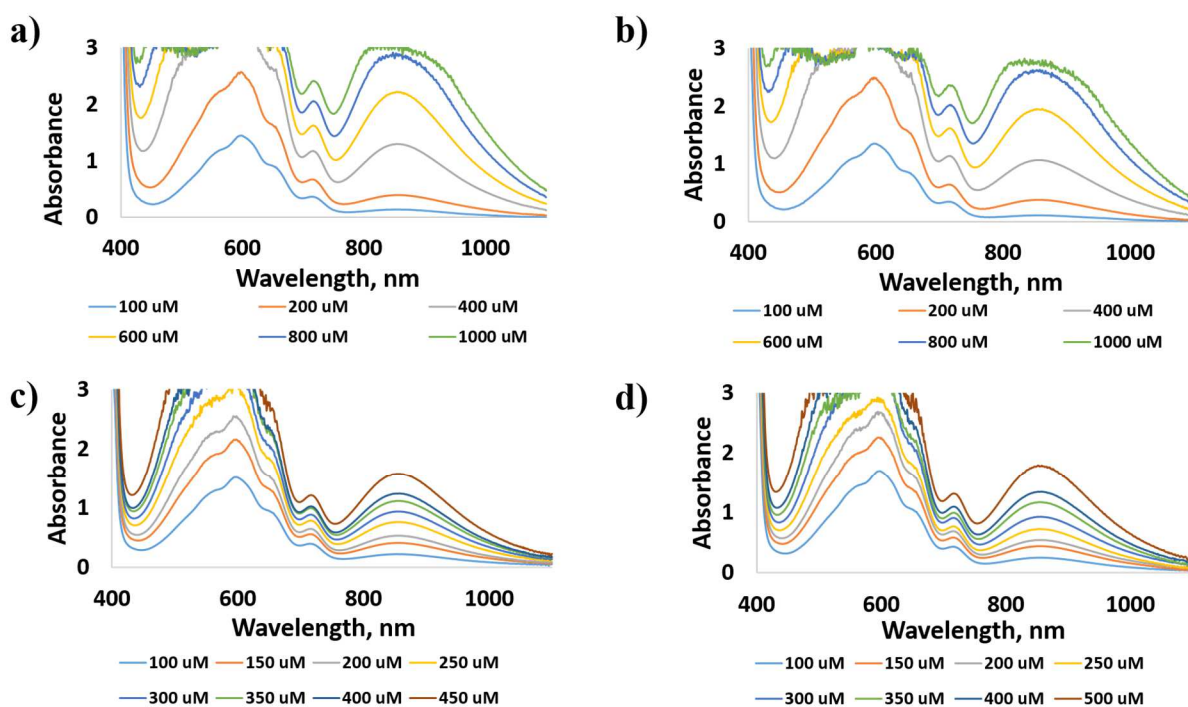 a)
3
2
1
0
Absorbance
400 600 800 1000
Wavelength, nm
100 uM 200 uM 400 uM
600 uM 800 uM 1000 uM
b)
3
2
1
0
Absorbance
400 600 800 1000
Wavelength, nm
100 uM 200 uM 400 uM
600 uM 800 uM 1000 uM
c)
3
2
1
0
Absorbance
400 600 800 1000
Wavelength, nm
100 uM 150 uM 200 uM 250 uM
300 uM 350 uM 400 uM 450 uM
d)
3
2
1
0
Absorbance
400 600 800 1000
Wavelength, nm
100 uM 150 uM 200 uM 250 uM
300 uM 350 uM 400 uM 500 uM